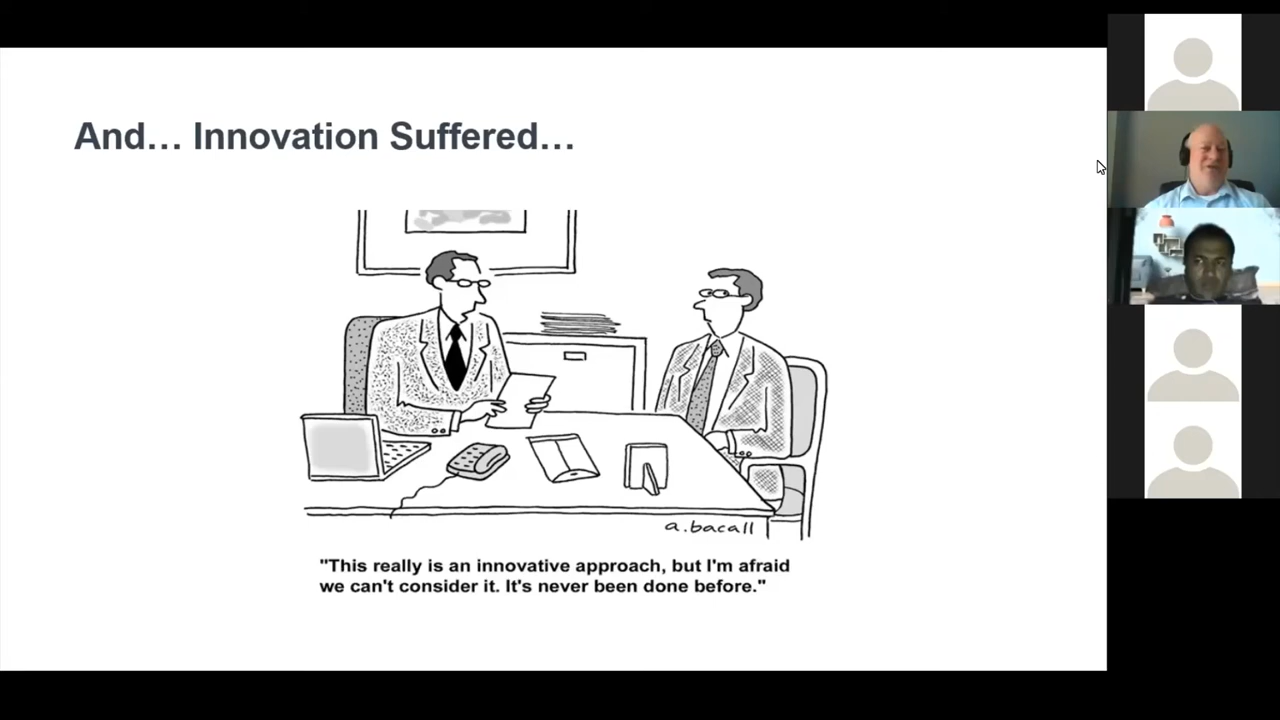 And... Innovation Suffered...
a.bacall
"This really is an innovative approach, but I'm afraid
we can't consider it. It's never been done before."